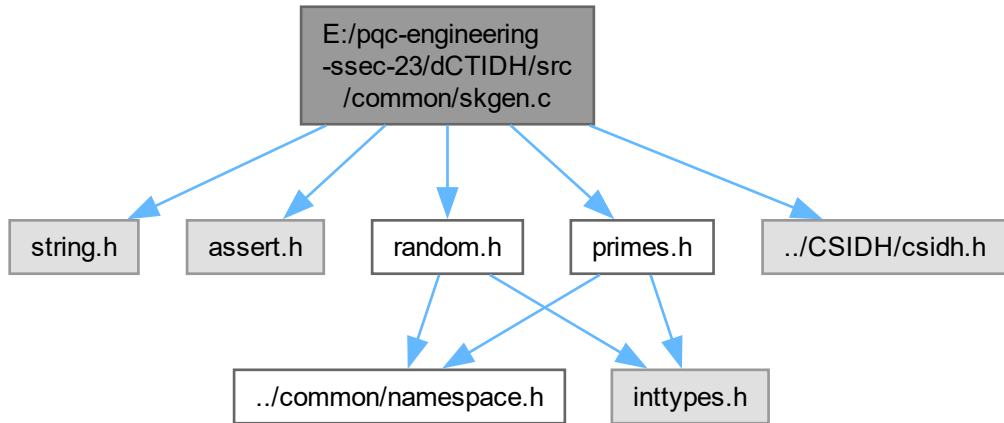 E:/pqc-engineering
-ssec-23/dCTIDH/src
/common/skgen.c
string.h
assert.h
random.h
primes.h
../CSIDH/csidh.h
../common/namespace.h
inttypes.h